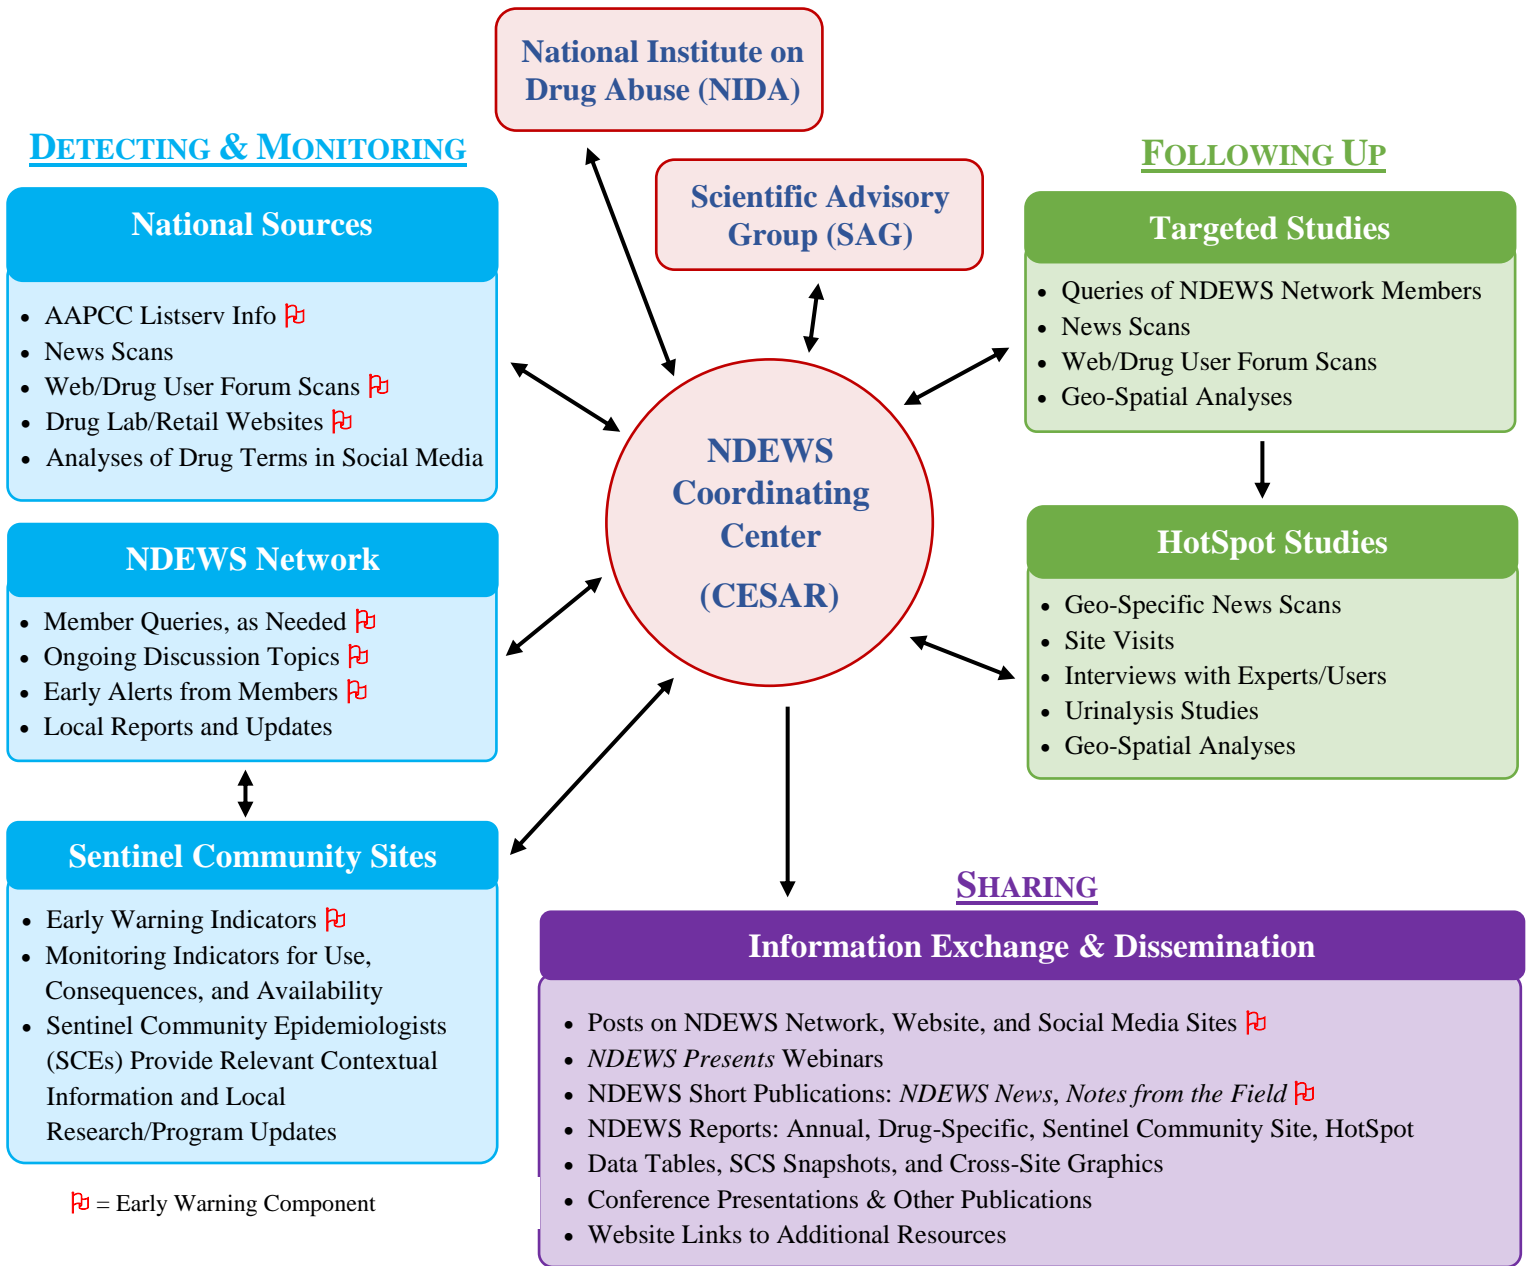 National Institute on
Drug Abuse (NIDA)
DETECTING & MONITORING
FOLLOWING UP
Scientific Advisory
Group (SAG)
National Sources
• AAPCC Listserv Info
• News Scans
• Web/Drug User Forum Scans
• Drug Lab/Retail Websites
• Analyses of Drug Terms in Social Media
Targeted Studies
• Queries of NDEWS Network Members
• News Scans
• Web/Drug User Forum Scans
• Geo-Spatial Analyses
NDEWS
Coordinating
Center
(CESAR)
NDEWS Network
• Member Queries, as Needed
• Ongoing Discussion Topics
• Early Alerts from Members
• Local Reports and Updates
HotSpot Studies
• Geo-Specific News Scans
• Site Visits
• Interviews with Experts/Users
• Urinalysis Studies
• Geo-Spatial Analyses
Sentinel Community Sites
• Early Warning Indicators
• Monitoring Indicators for Use,
Consequences, and Availability
• Sentinel Community Epidemiologists
(SCEs) Provide Relevant Contextual
Information and Local
Research/Program Updates
= Early Warning Component
SHARING
Information Exchange & Dissemination
• Posts on NDEWS Network, Website, and Social Media Sites
• NDEWS Presents Webinars
• NDEWS Short Publications: NDEWS News, Notes from the Field
• NDEWS Reports: Annual, Drug-Specific, Sentinel Community Site, HotSpot
• Data Tables, SCS Snapshots, and Cross-Site Graphics
• Conference Presentations & Other Publications
• Website Links to Additional Resources